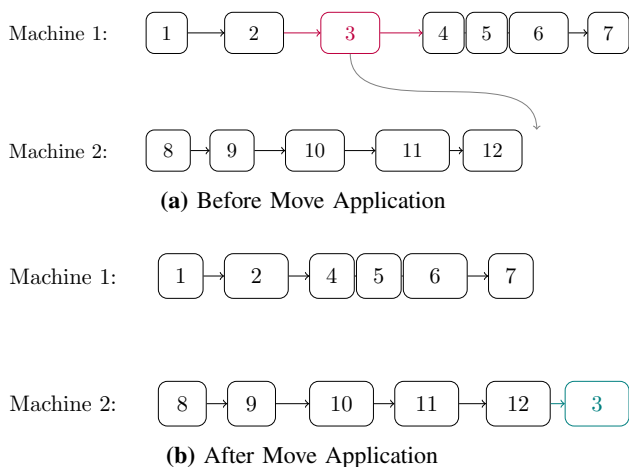 Machine 1: 1 2 3 4 5 6 7
Machine 2: 8 9 10 11 12
(a) Before Move Application
Machine 1: 1 2 4 5 6 7
Machine 2: 8 9 10 11 12 3
(b) After Move Application